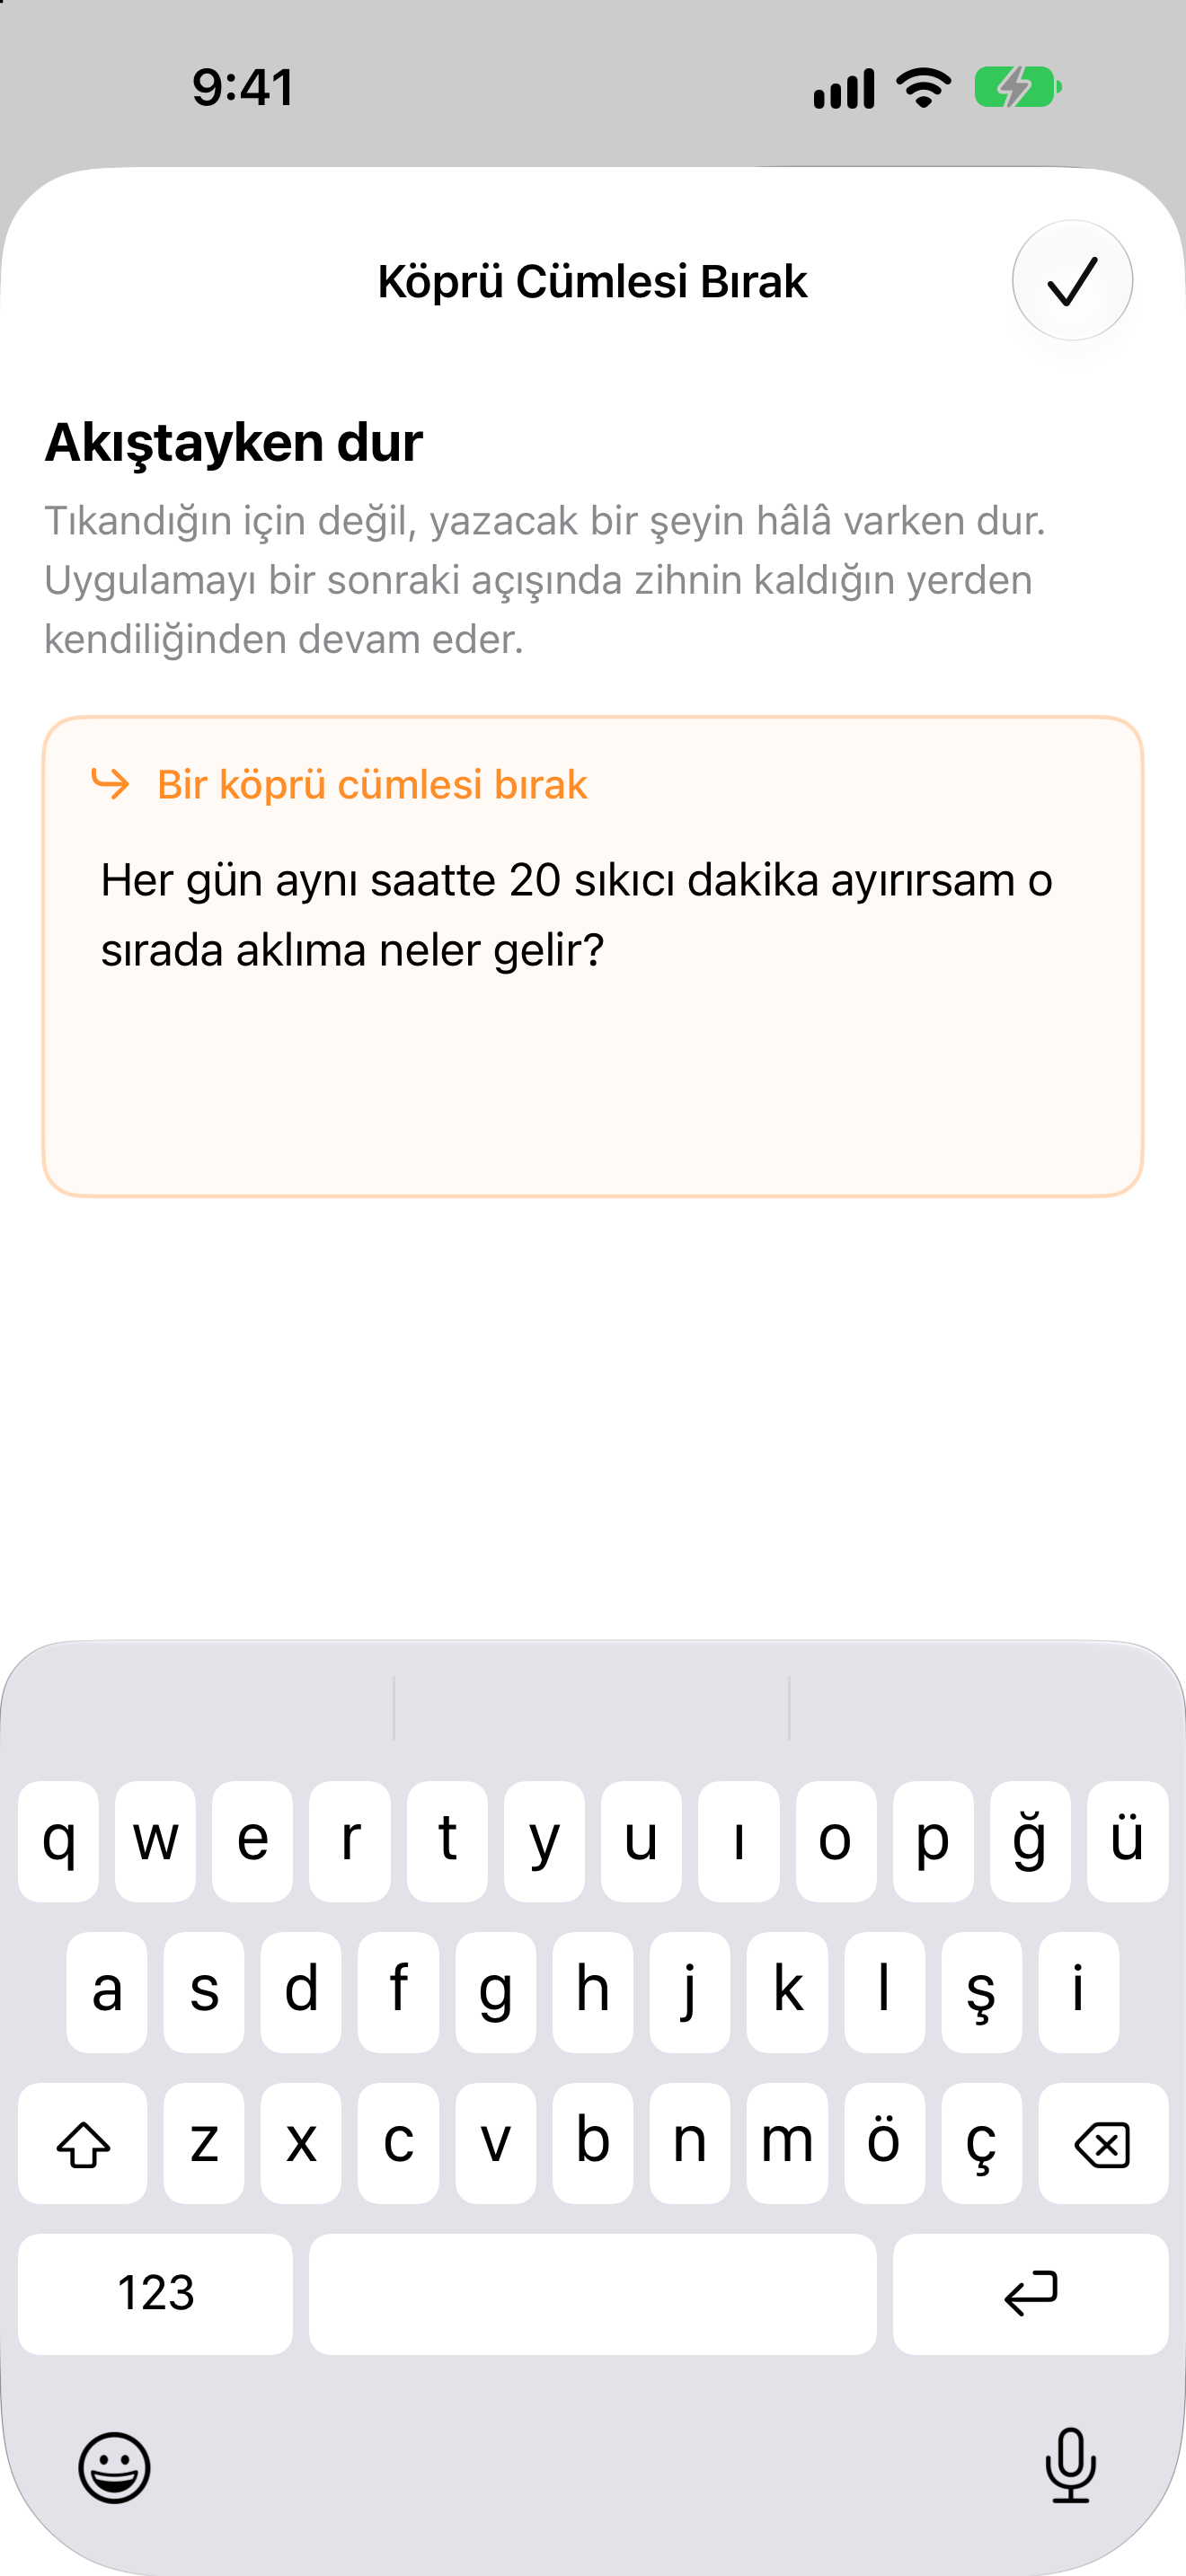 9:41
Köprü Cümlesi Bırak
Akıştayken dur
Tıkandığın için değil, yazacak bir şeyin hâlâ varken dur.
Uygulamayı bir sonraki açışında zihnin kaldığın yerden
kendiliğinden devam eder.
Bir köprü cümlesi bırak
Her gün aynı saatte 20 sıkıcı dakika ayırırsam o
sırada aklıma neler gelir?
q w e r t y u ı o p ğ ü
a s d f g h j k l ş i
z x c v b n m ö ç
123